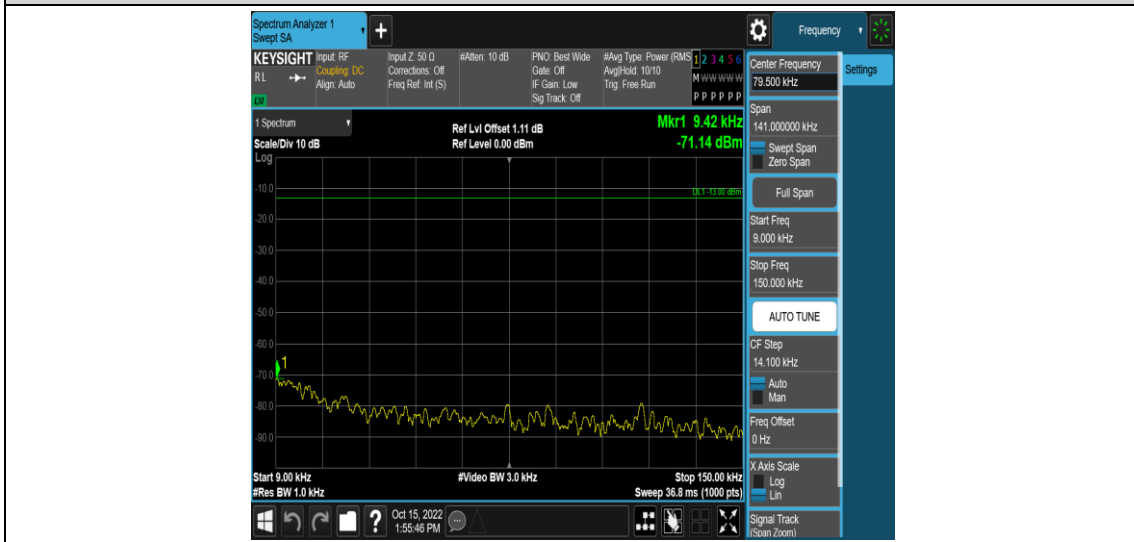 Spectrum Analyzer 1
Swept SA
+
Frequency
KEYSIGHT
RL
LXI
Input: RF
Coupling: DC
Align: Auto
Input Z: 50 Ω
Corrections: Off
Freq Ref: Int (S)
#Atten: 10 dB
PNO: Best Wide
Gate: Off
IF Gain: Low
Sig Track: Off
#Avg Type: Power (RMS
Avg|Hold: 10/10
Trig: Free Run
1 2 3 4 5 6
M W W W W W
P P P P P P
1 Spectrum
Scale/Div 10 dB
Log
Ref Lvl Offset 1.11 dB
Ref Level 0.00 dBm
Mkr1 9.42 kHz
-71.14 dBm
DL1 -13.00 dBm
-10.0
-20.0
-30.0
-40.0
-50.0
-60.0
-70.0
-80.0
-90.0
1
Start 9.00 kHz
#Res BW 1.0 kHz
#Video BW 3.0 kHz
Stop 150.00 kHz
Sweep 36.8 ms (1000 pts)
Center Frequency
79.500 kHz
Settings
Span
141.000000 kHz
Swept Span
Zero Span
Full Span
Start Freq
9.000 kHz
Stop Freq
150.000 kHz
AUTO TUNE
CF Step
14.100 kHz
Auto
Man
Freq Offset
0 Hz
X Axis Scale
Log
Lin
Signal Track
(Span Zoom)
?
Oct 15, 2022
1:55:46 PM